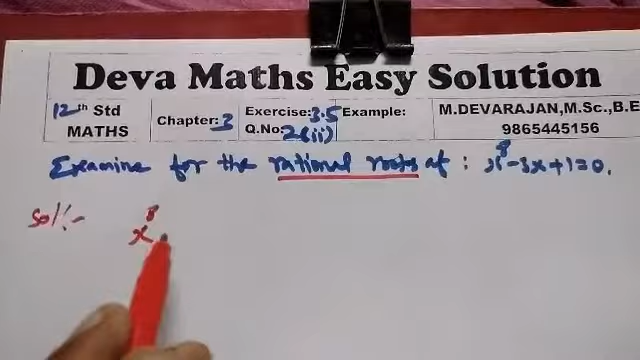 Deva Maths Easy Solution
12th Std MATHS
Chapter: 3
Exercise: 3.5
Q.No: 2(ii)
Example:
M.DEVARAJAN,M.Sc.,B.E
9865445156
Examine for the rational roots of : x⁸-3x+1=0.
Sol:-
x⁸